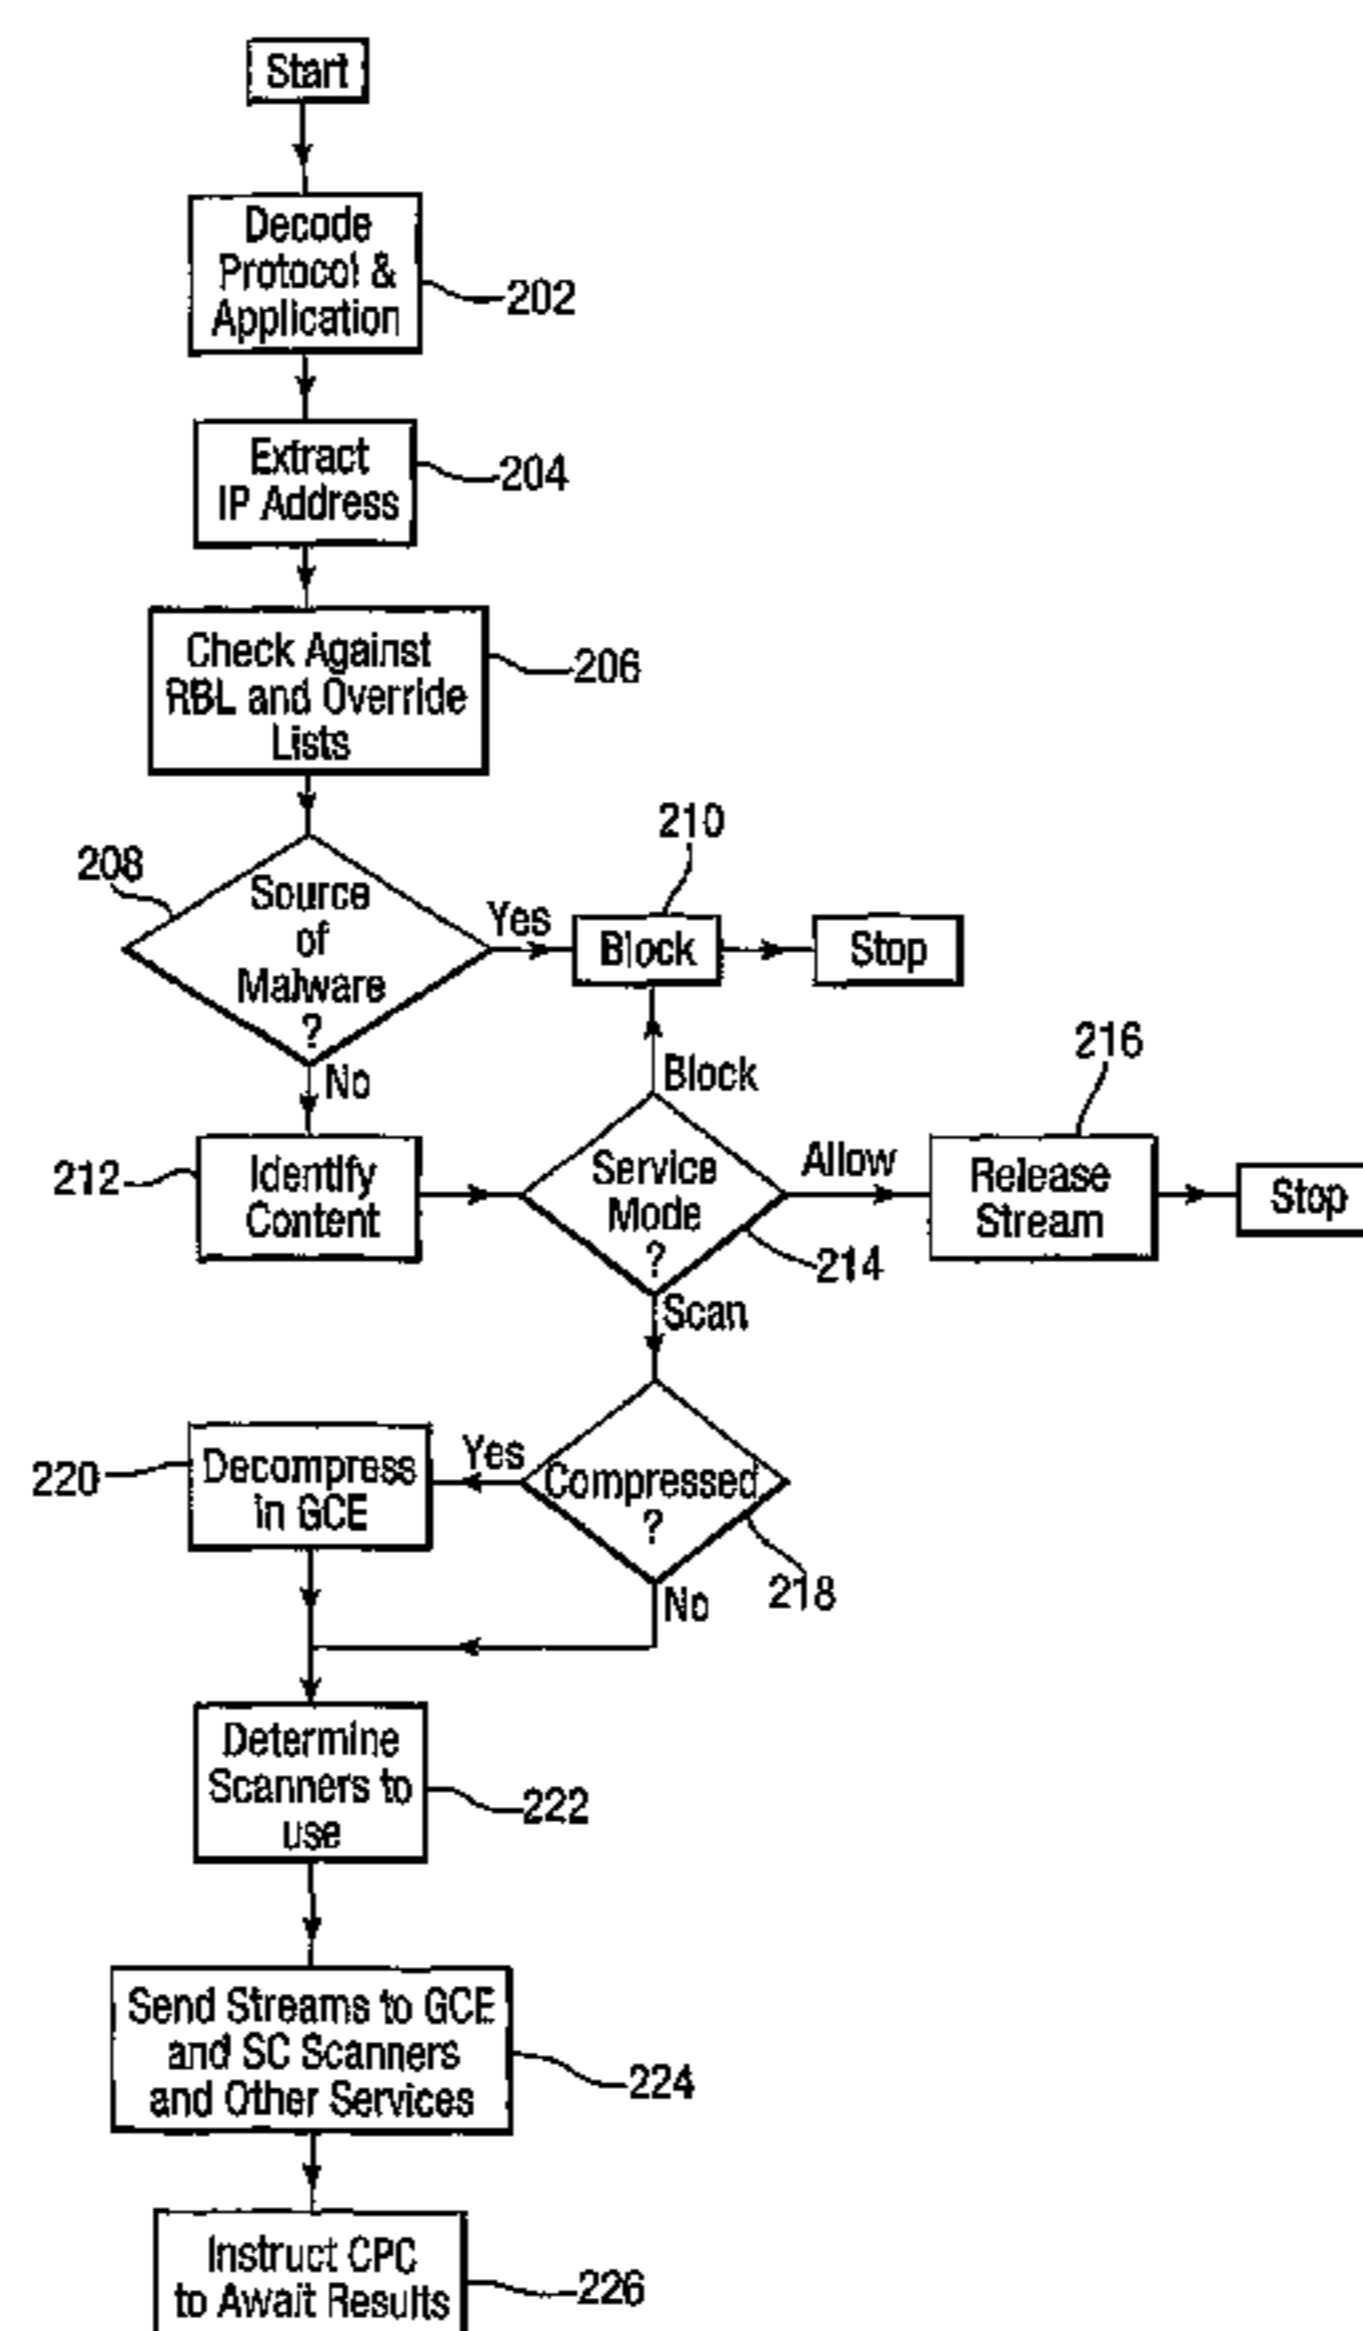 Start
Decode
Protocol &
Application
202
Extract
IP Address
204
Check Against
RBL and Override
Lists
206
208
Source
of
Malware
?
Yes
210
Block
Stop
No
Block
212
Identify
Content
Service
Mode
?
214
Allow
216
Release
Stream
Stop
Scan
220
Decompress
in GCE
Yes
Compressed
?
218
No
Determine
Scanners to
use
222
Send Streams to GCE
and SC Scanners
and Other Services
224
Instruct CPC
to Await Results
226